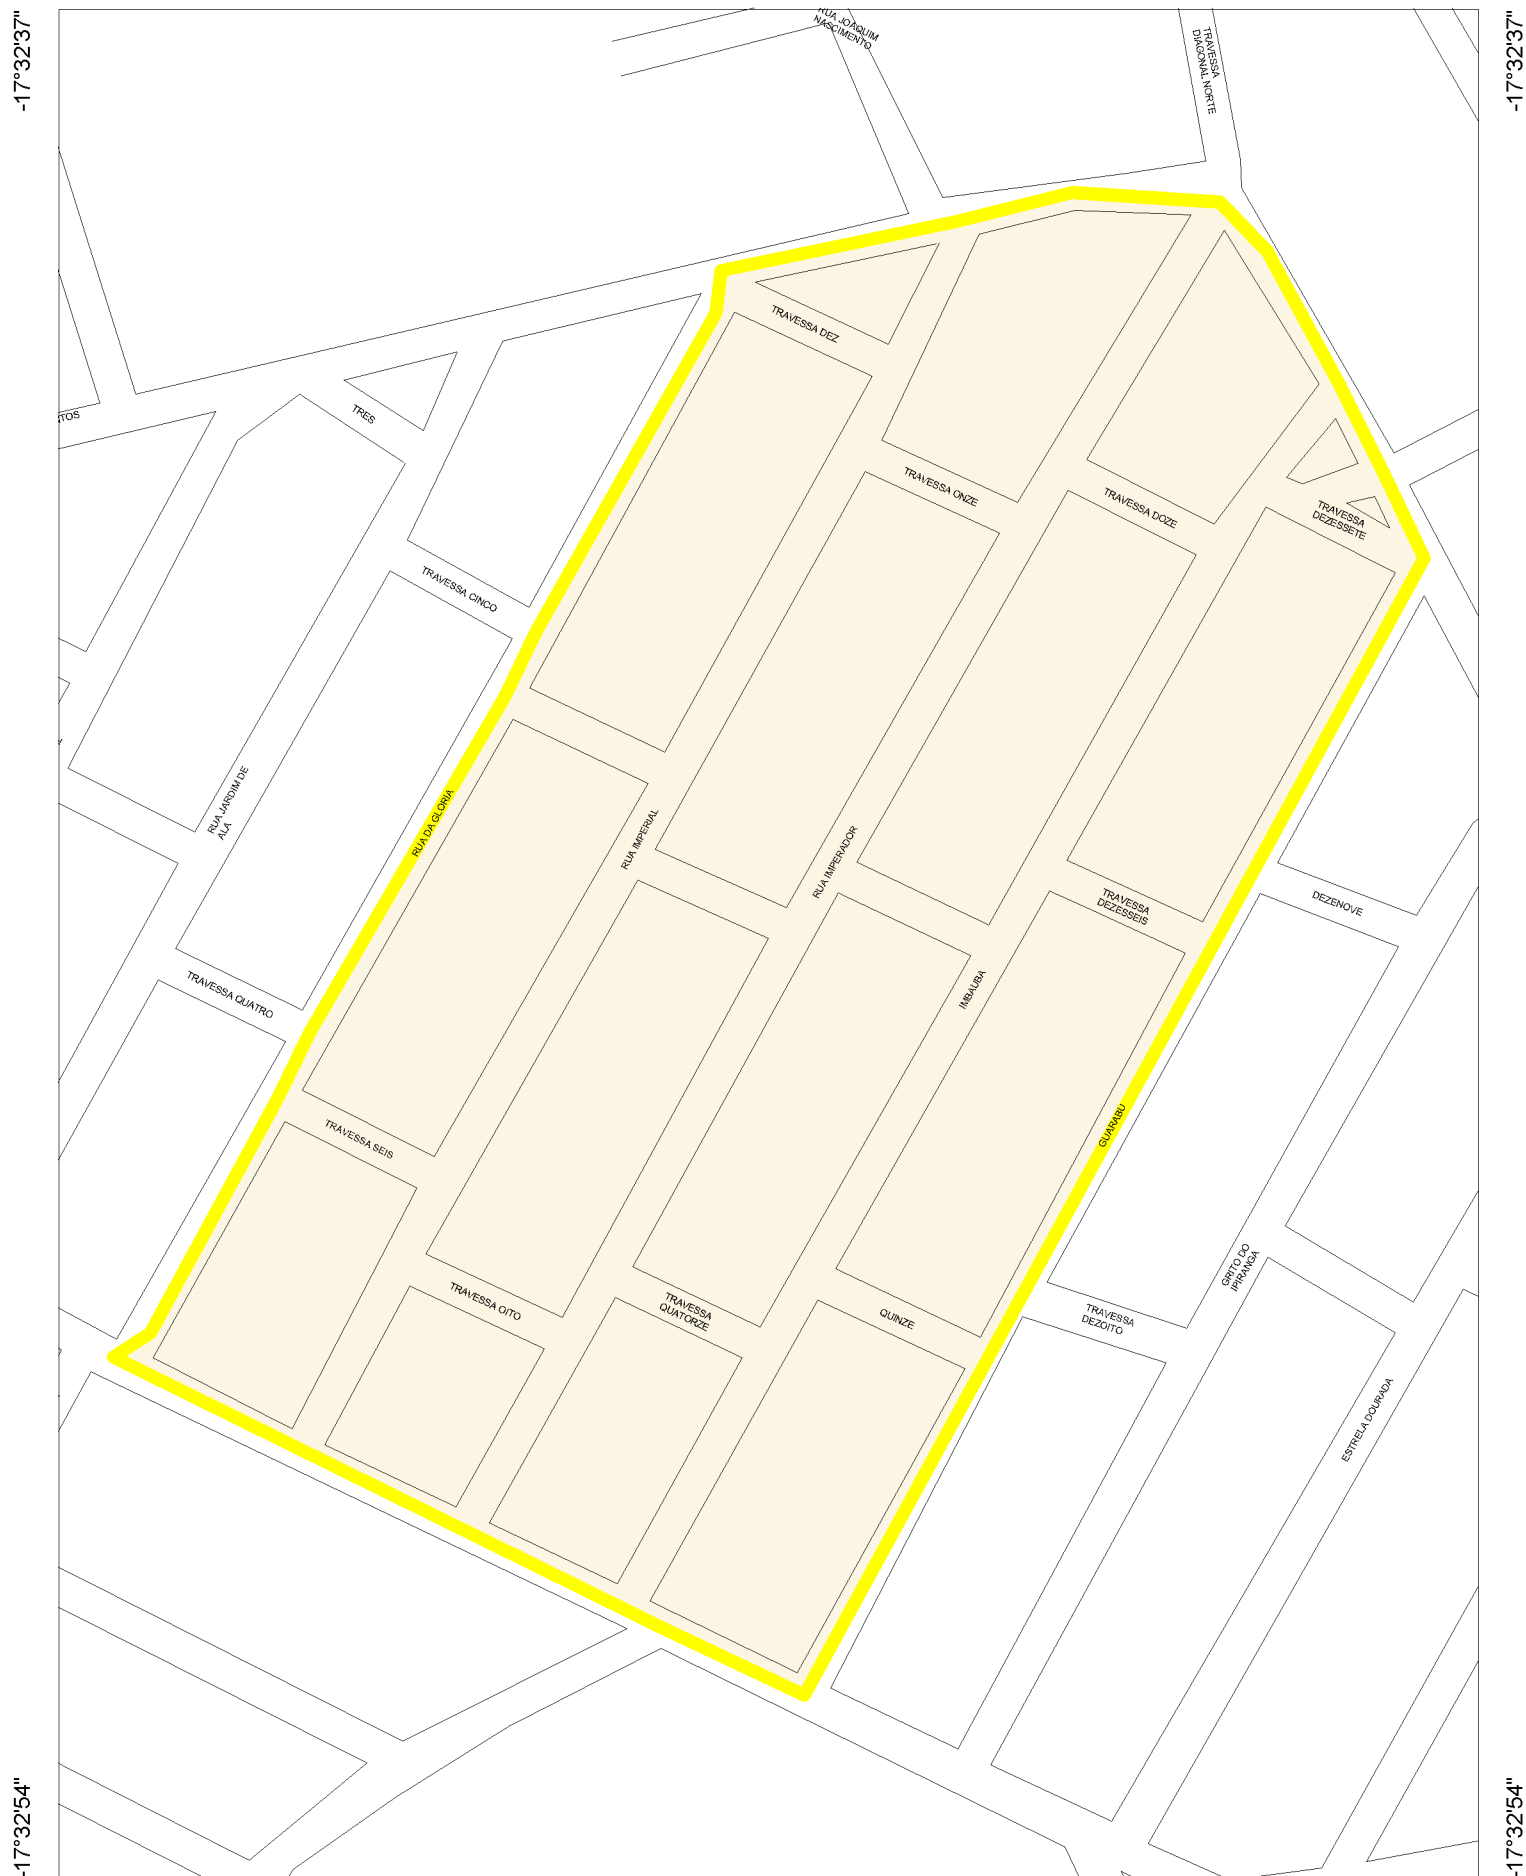 -17°32'37"
-17°32'37"
RUA JOAQUIM
NASCIMENTO
TRAVESSA
DIAGONAL NORTE
TRAVESSA DEZ
TRES
TOS
TRAVESSA ONZE
TRAVESSA DOZE
TRAVESSA
DEZESSETE
TRAVESSA CINCO
RUA JARDIM DE
ALA
RUA DA GLORIA
RUA IMPERIAL
RUA IMPERADOR
TRAVESSA
DEZESSEIS
DEZENOVE
IMBAUBA
TRAVESSA QUATRO
TRAVESSA SEIS
GUARABU
TRAVESSA OITO
TRAVESSA
QUATORZE
QUINZE
TRAVESSA
DEZOITO
GRITO DO
IPIRANGA
ESTRELA DOURADA
-17°32'54"
-17°32'54"